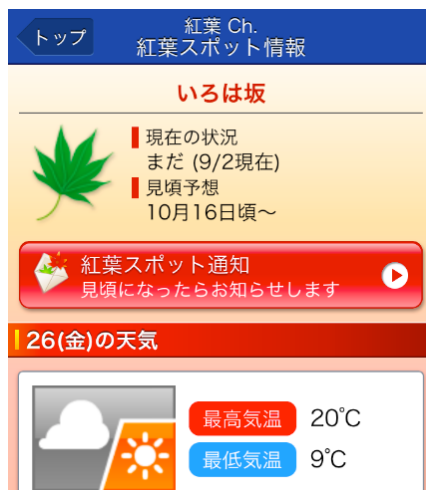 トップ
紅葉 Ch.
紅葉スポット情報
いろは坂
現在の状況
まだ (9/2現在)
見頃予想
10月16日頃～
紅葉スポット通知
見頃になったらお知らせします
26(金)の天気
最高気温 20℃
最低気温 9℃